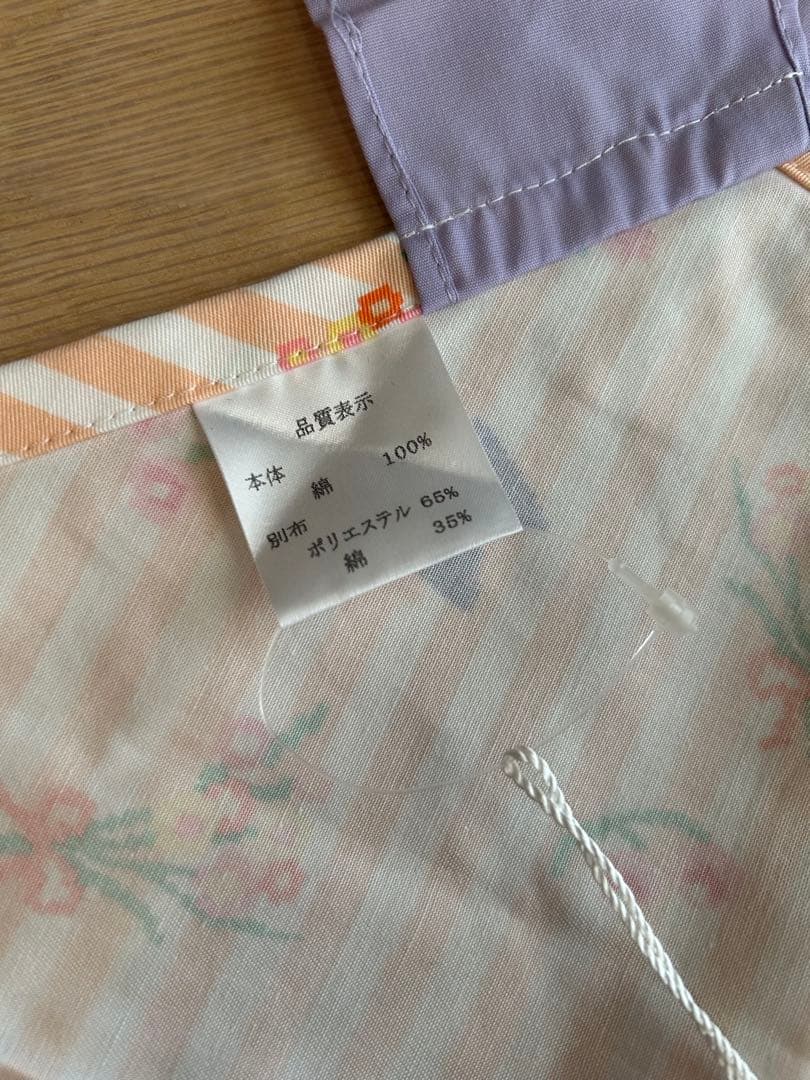 品質表示
本体
綿 100%
別布
ポリエステル 65%
綿 35%